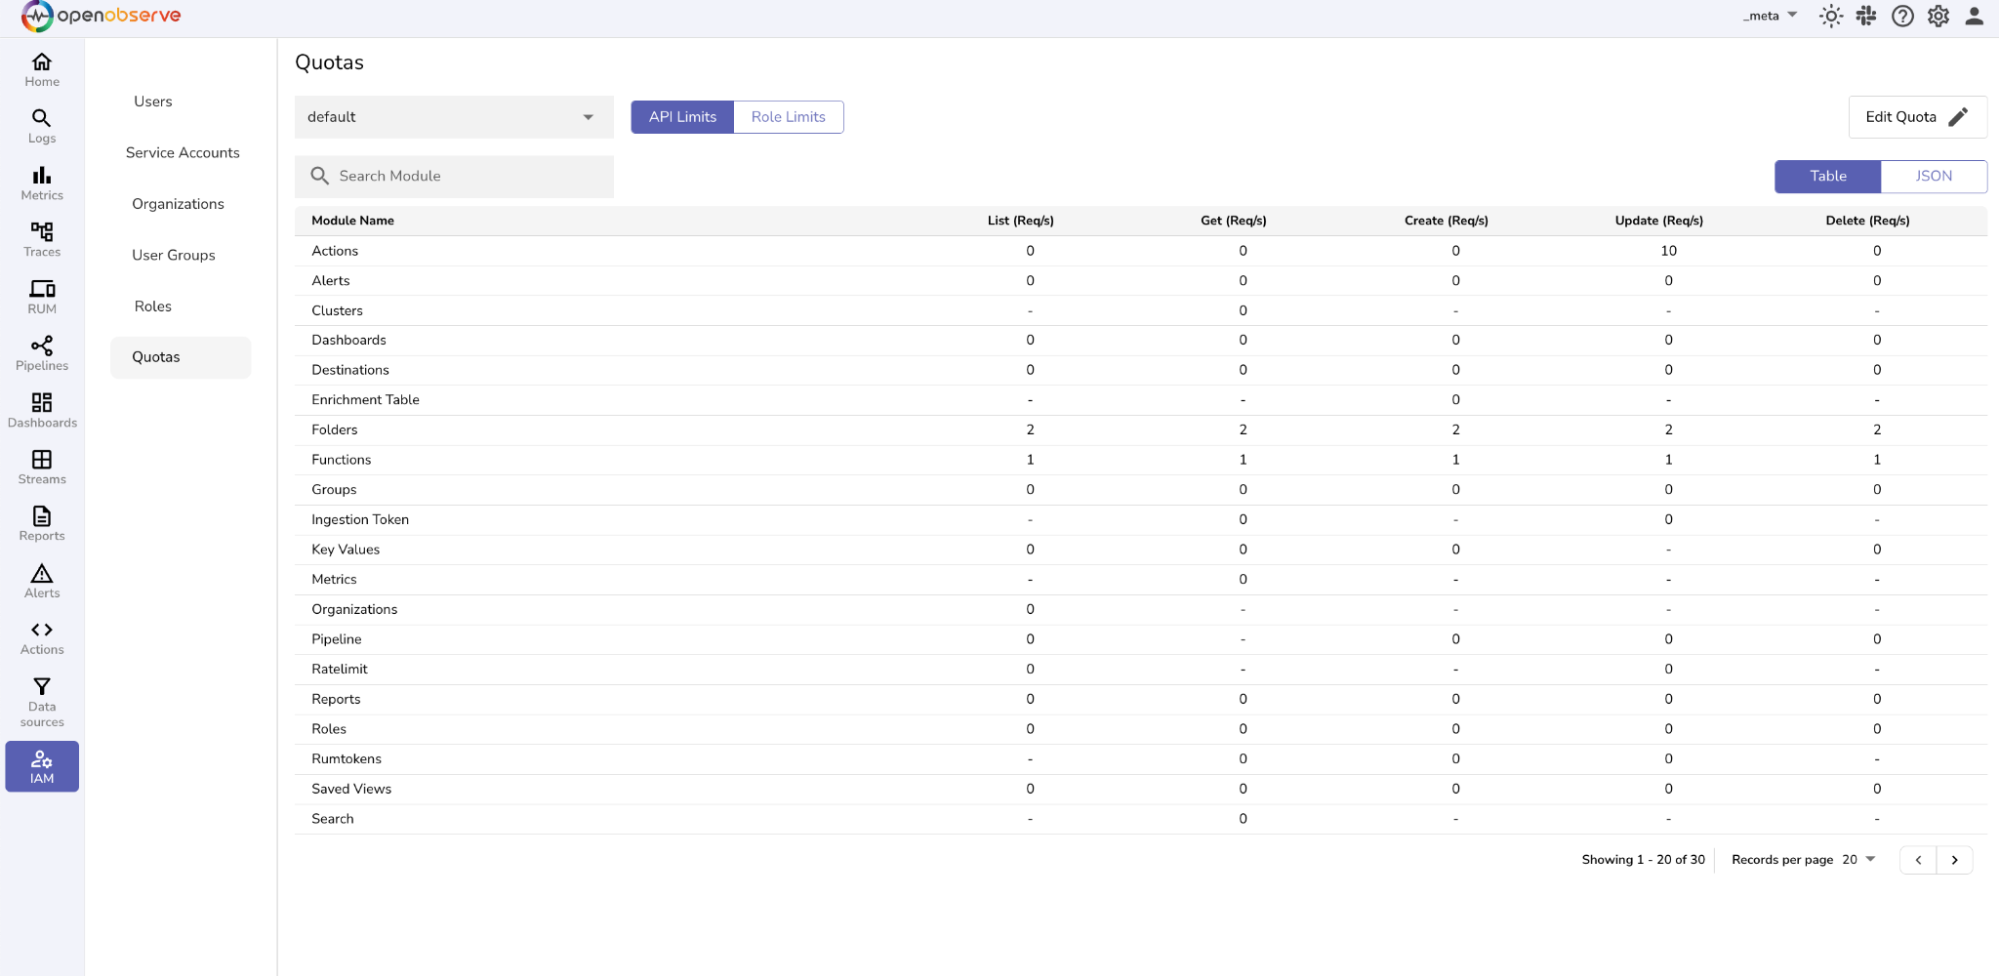 openobserve
_meta
Home
Logs
Metrics
Traces
RUM
Pipelines
Dashboards
Streams
Reports
Alerts
Actions
Data
sources
IAM
Users
Service Accounts
Organizations
User Groups
Roles
Quotas
Quotas
default
API Limits Role Limits
Edit Quota
Search Module
Table JSON
Module Name List (Req/s) Get (Req/s) Create (Req/s) Update (Req/s) Delete (Req/s)
Actions 0 0 0 10 0
Alerts 0 0 0 0 0
Clusters - 0 - - -
Dashboards 0 0 0 0 0
Destinations 0 0 0 0 0
Enrichment Table - - 0 - -
Folders 2 2 2 2 2
Functions 1 1 1 1 1
Groups 0 0 0 0 0
Ingestion Token - 0 - 0 -
Key Values 0 0 0 - 0
Metrics - 0 - - -
Organizations 0 - - - -
Pipeline 0 - 0 0 0
Ratelimit 0 - - 0 -
Reports 0 0 0 0 0
Roles 0 0 0 0 0
Rumtokens - 0 0 0 -
Saved Views 0 0 0 0 0
Search - 0 - - -
Showing 1 - 20 of 30 Records per page 20